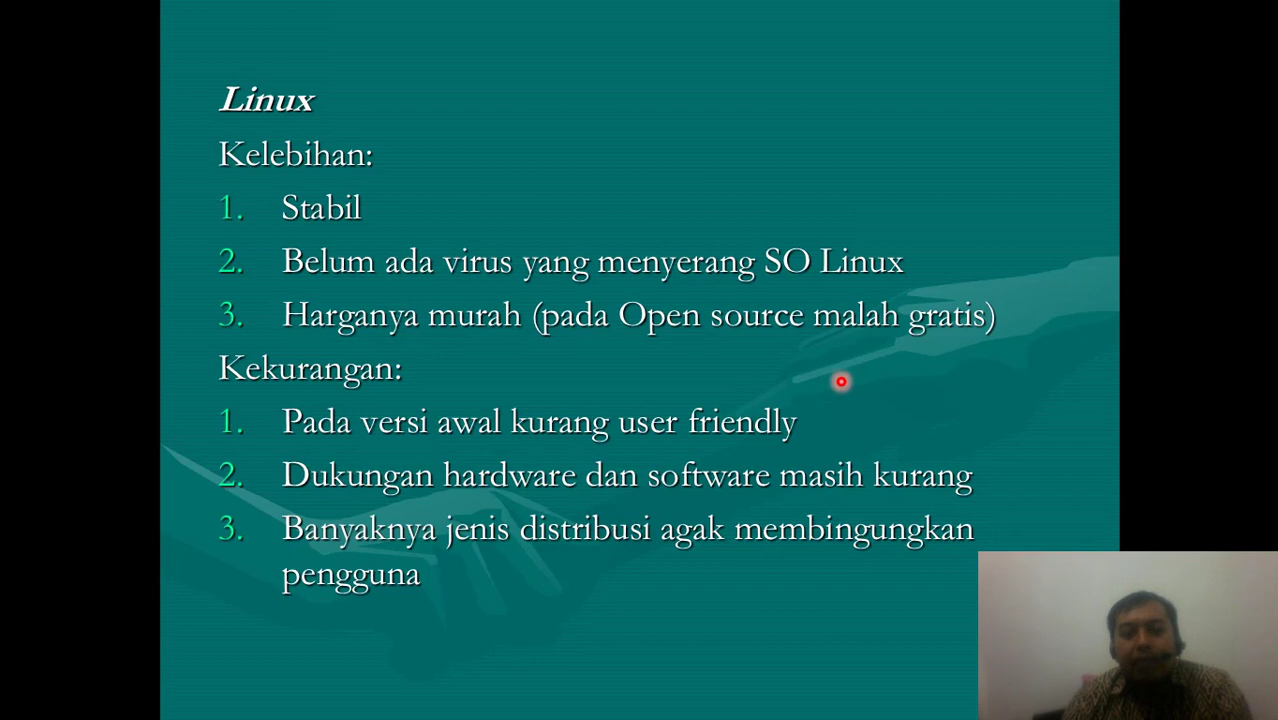 Linux
Kelebihan:
1. Stabil
2. Belum ada virus yang menyerang SO Linux
3. Harganya murah (pada Open source malah gratis)
Kekurangan:
1. Pada versi awal kurang user friendly
2. Dukungan hardware dan software masih kurang
3. Banyaknya jenis distribusi agak membingungkan
pengguna